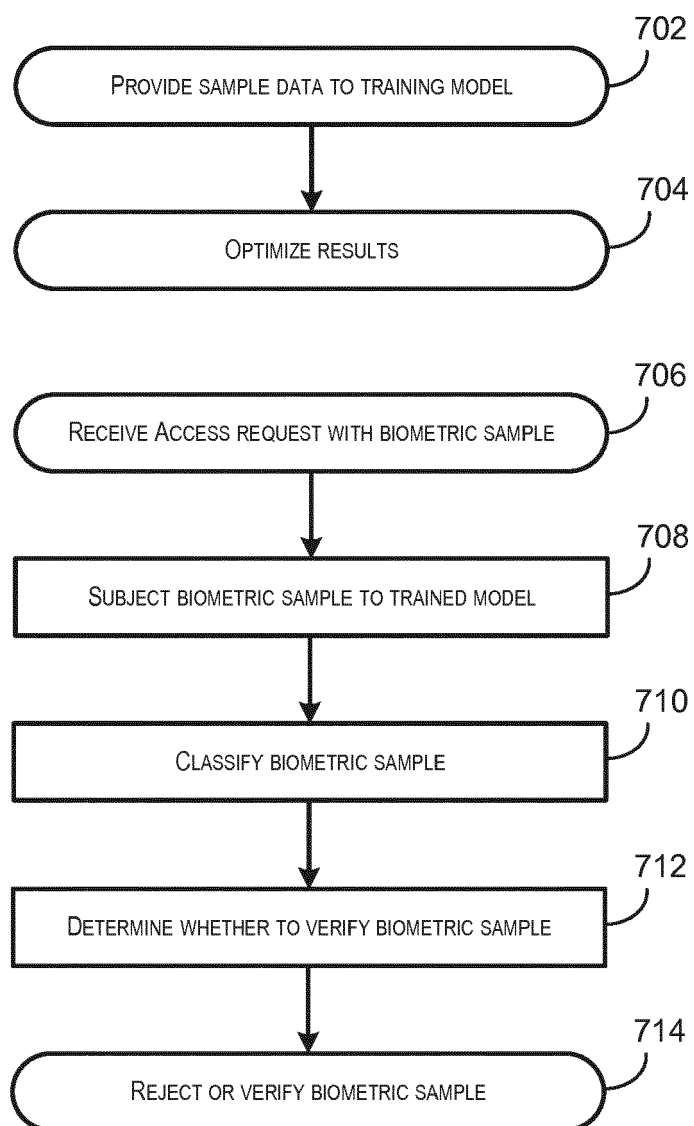 702
PROVIDE SAMPLE DATA TO TRAINING MODEL
704
OPTIMIZE RESULTS
706
RECEIVE ACCESS REQUEST WITH BIOMETRIC SAMPLE
708
SUBJECT BIOMETRIC SAMPLE TO TRAINED MODEL
710
CLASSIFY BIOMETRIC SAMPLE
712
DETERMINE WHETHER TO VERIFY BIOMETRIC SAMPLE
714
REJECT OR VERIFY BIOMETRIC SAMPLE